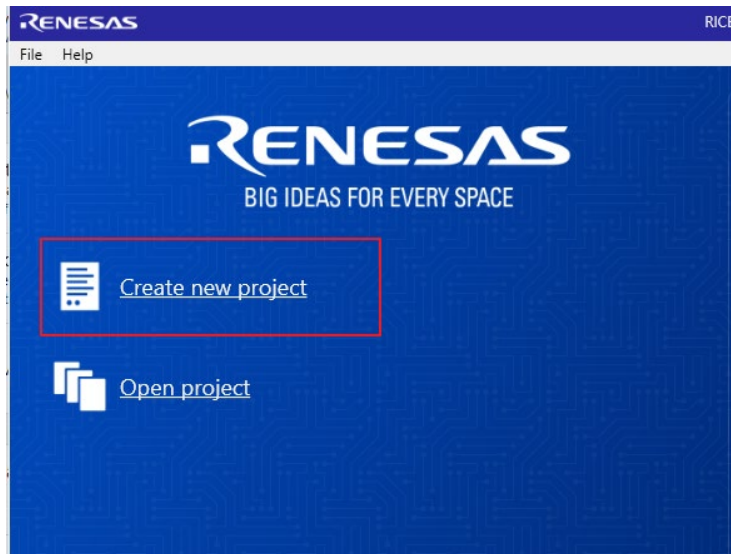 RENESAS
RICE
File Help
RENESAS
BIG IDEAS FOR EVERY SPACE
Create new project
Open project